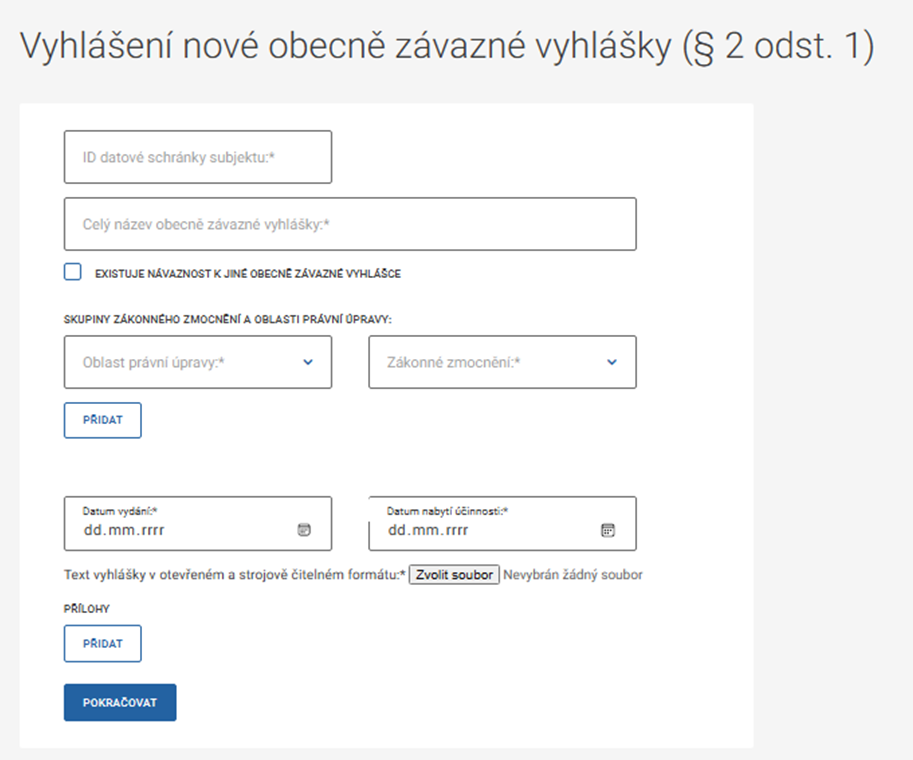 Vyhlášení nové obecně závazné vyhlášky (§ 2 odst. 1)
ID datové schránky subjektu:*
Celý název obecně závazné vyhlášky:*
EXISTUJE NÁVAZNOST K JINÉ OBECNĚ ZÁVAZNÉ VYHLÁŠCE
SKUPINY ZÁKONNÉHO ZMOCNĚNÍ A OBLASTI PRÁVNÍ ÚPRAVY:
Oblast právní úpravy:* Zákonné zmocnění:*
PŘIDAT
Datum vydání:* Datum nabytí účinnosti:*
dd.mm.rrrr dd.mm.rrrr
Text vyhlášky v otevřeném a strojově čitelném formátu:* Zvolit soubor Nevybrán žádný soubor
PŘÍLOHY
PŘIDAT
POKRAČOVAT